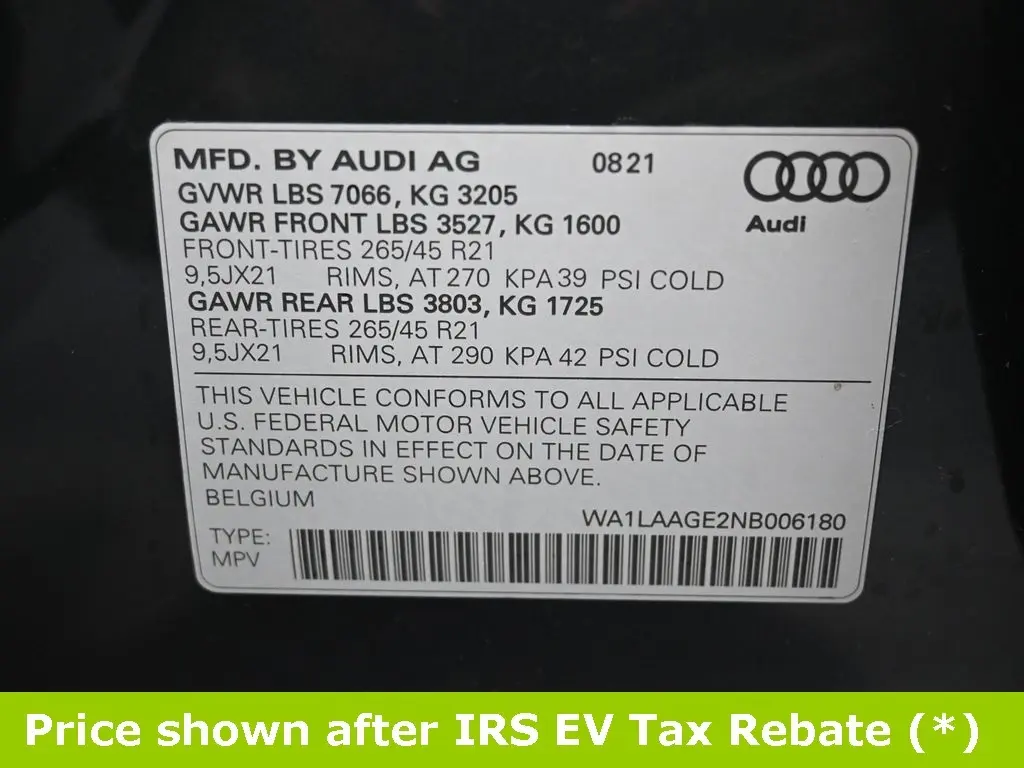 MFD. BY AUDI AG 0821
GVWR LBS 7066, KG 3205
GAWR FRONT LBS 3527, KG 1600
Audi
FRONT-TIRES 265/45 R21
9,5JX21 RIMS, AT 270 KPA 39 PSI COLD
GAWR REAR LBS 3803, KG 1725
REAR-TIRES 265/45 R21
9,5JX21 RIMS, AT 290 KPA 42 PSI COLD
THIS VEHICLE CONFORMS TO ALL APPLICABLE
U.S. FEDERAL MOTOR VEHICLE SAFETY
STANDARDS IN EFFECT ON THE DATE OF
MANUFACTURE SHOWN ABOVE.
BELGIUM
WA1LAAGE2NB006180
TYPE:
MPV
Price shown after IRS EV Tax Rebate (*)